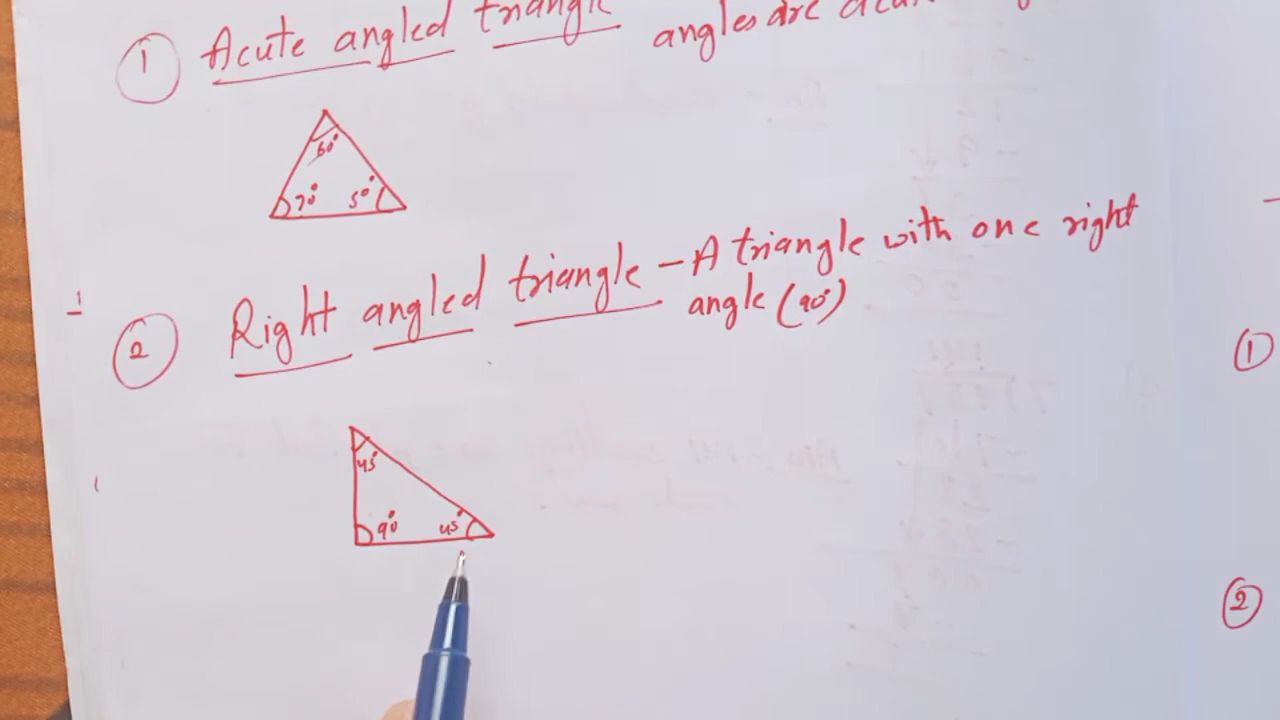 ① Acute angled triangle
angles are
60°
70° 50°
② Right angled triangle – A triangle with one right
angle (90°)
45°
90° 45°
①
②